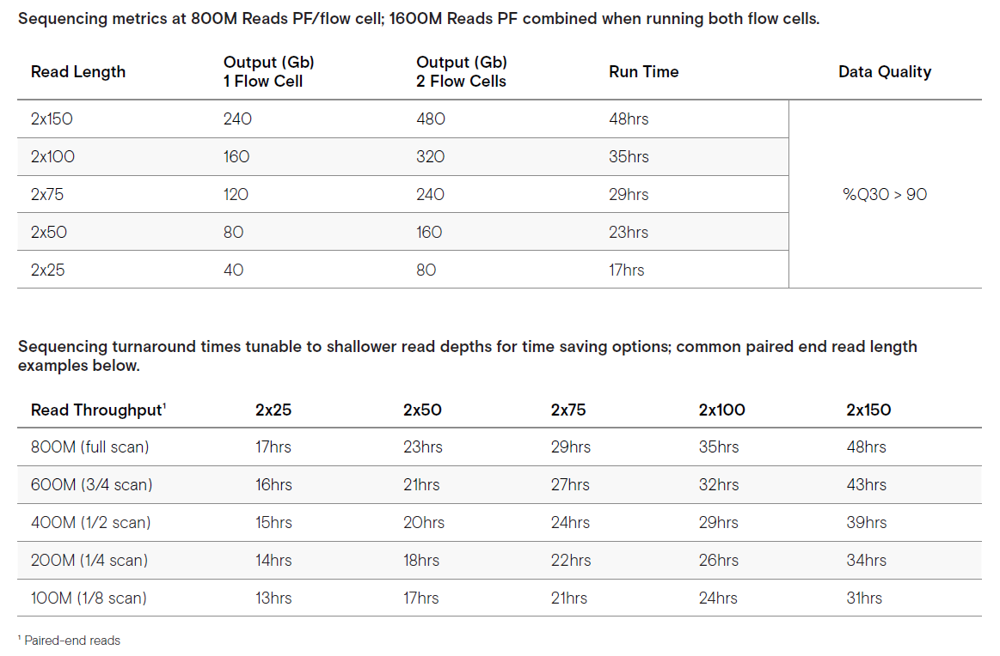 Sequencing metrics at 800M Reads PF/flow cell; 1600M Reads PF combined when running both flow cells.
Read Length Output (Gb) 1 Flow Cell Output (Gb) 2 Flow Cells Run Time Data Quality
2x150 240 480 48hrs
2x100 160 320 35hrs
2x75 120 240 29hrs %Q30 > 90
2x50 80 160 23hrs
2x25 40 80 17hrs
Sequencing turnaround times tunable to shallower read depths for time saving options; common paired end read length
examples below.
Read Throughput¹ 2x25 2x50 2x75 2x100 2x150
800M (full scan) 17hrs 23hrs 29hrs 35hrs 48hrs
600M (3/4 scan) 16hrs 21hrs 27hrs 32hrs 43hrs
400M (1/2 scan) 15hrs 20hrs 24hrs 29hrs 39hrs
200M (1/4 scan) 14hrs 18hrs 22hrs 26hrs 34hrs
100M (1/8 scan) 13hrs 17hrs 21hrs 24hrs 31hrs
¹ Paired-end reads